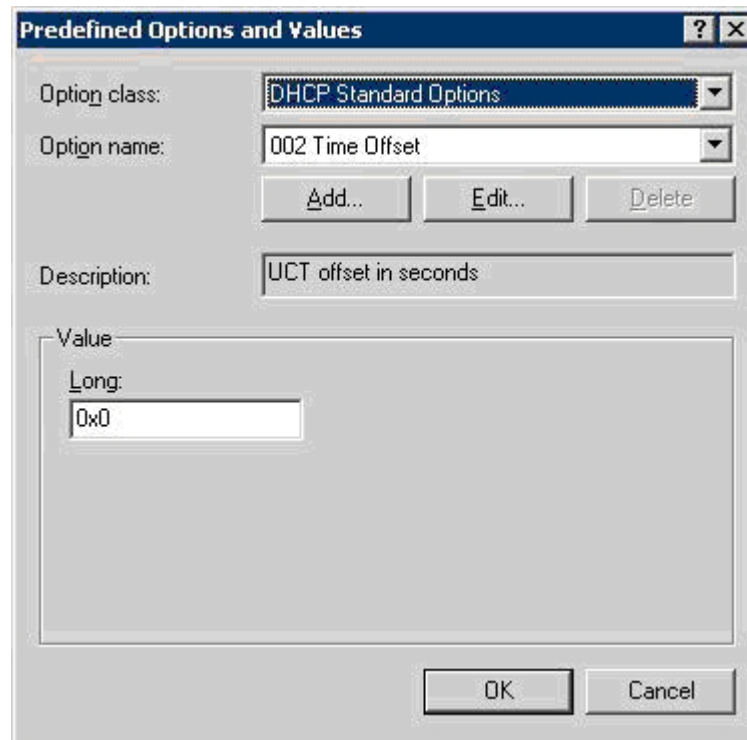 Predefined Options and Values
Option class: DHCP Standard Options
Option name: 002 Time Offset
Add... Edit... Delete
Description: UCT offset in seconds
Value
Long:
0x0
OK Cancel